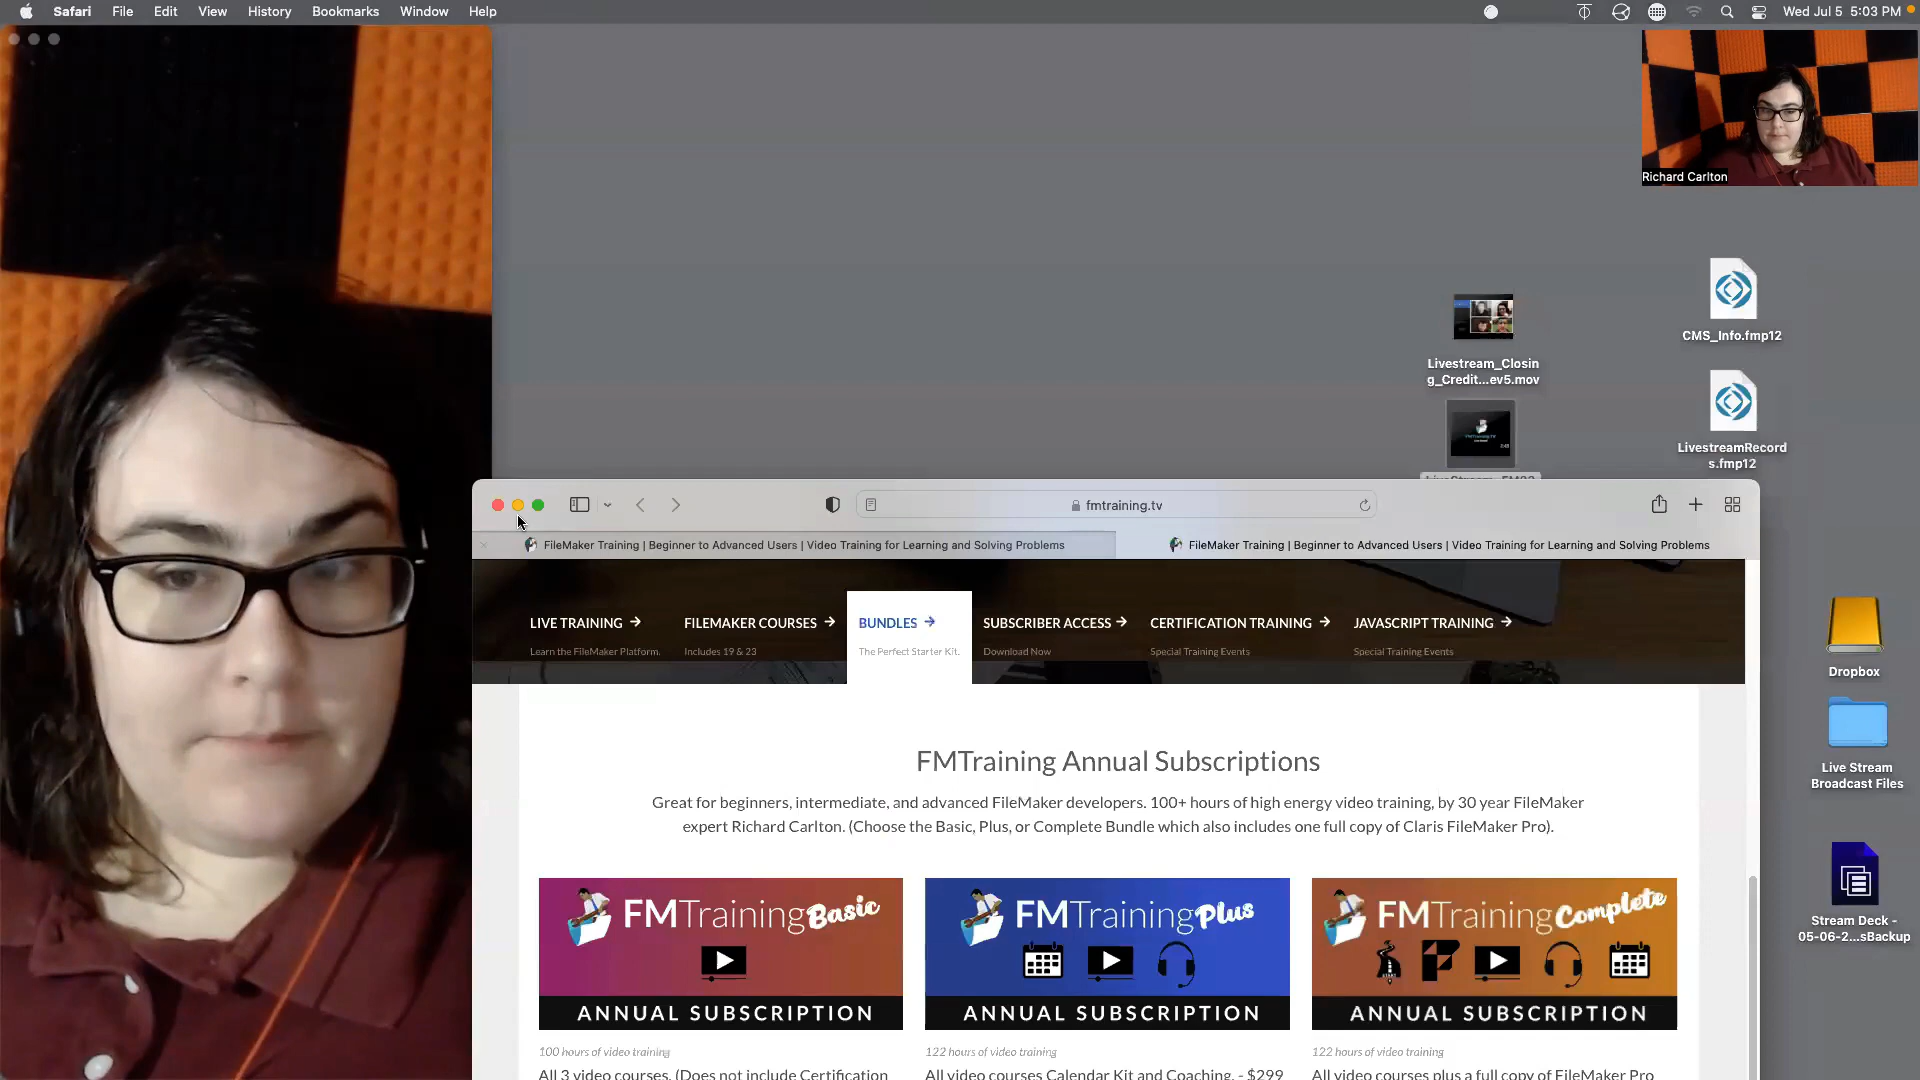 Safari File Edit View History Bookmarks Window Help
Wed Jul 5 5:03 PM
Richard Carlton
Livestream_Closin
g_Credit...ev5.mov
CMS_Info.fmp12
LivestreamRecord
s.fmp12
fmtraining.tv
FileMaker Training | Beginner to Advanced Users | Video Training for Learning and Solving Problems
FileMaker Training | Beginner to Advanced Users | Video Training for Learning and Solving Problems
LIVE TRAINING → FILEMAKER COURSES → BUNDLES → SUBSCRIBER ACCESS → CERTIFICATION TRAINING → JAVASCRIPT TRAINING →
Learn the FileMaker Platform. Includes 19 & 23 The Perfect Starter Kit. Download Now Special Training Events Special Training Events
Dropbox
Live Stream
Broadcast Files
Stream Deck -
05-06-2...sBackup
FMTraining Annual Subscriptions
Great for beginners, intermediate, and advanced FileMaker developers. 100+ hours of high energy video training, by 30 year FileMaker
expert Richard Carlton. (Choose the Basic, Plus, or Complete Bundle which also includes one full copy of Claris FileMaker Pro).
FMTraining Basic
ANNUAL SUBSCRIPTION
100 hours of video training
All 3 video courses. (Does not include Certification
FMTraining Plus
ANNUAL SUBSCRIPTION
122 hours of video training
All video courses Calendar Kit and Coaching. - $299
FMTraining Complete
ANNUAL SUBSCRIPTION
122 hours of video training
All video courses plus a full copy of FileMaker Pro